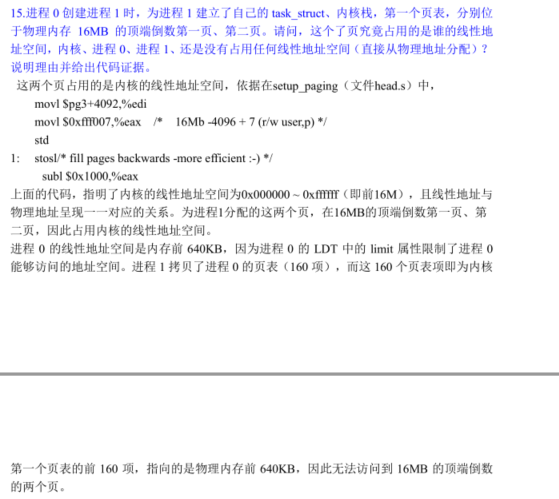 15.进程 0 创建进程 1 时，为进程 1 建立了自己的 task_struct、内核栈，第一个页表，分别位
于物理内存 16MB 的顶端倒数第一页、第二页。请问，这个了页究竟占用的是谁的线性地
址空间，内核、进程 0、进程 1、还是没有占用任何线性地址空间（直接从物理地址分配）？
说明理由并给出代码证据。
这两个页占用的是内核的线性地址空间，依据在setup_paging（文件head.s）中，
movl $pg3+4092,%edi
movl $0xfff007,%eax /* 16Mb -4096 + 7 (r/w user,p) */
std
1: stosl/* fill pages backwards -more efficient :-) */
subl $0x1000,%eax
上面的代码，指明了内核的线性地址空间为0x000000 ~ 0xffffff（即前16M），且线性地址与
物理地址呈现一一对应的关系。为进程1分配的这两个页，在16MB的顶端倒数第一页、第
二页，因此占用内核的线性地址空间。
进程 0 的线性地址空间是内存前 640KB，因为进程 0 的 LDT 中的 limit 属性限制了进程 0
能够访问的地址空间。进程 1 拷贝了进程 0 的页表（160 项），而这 160 个页表项即为内核
第一个页表的前 160 项，指向的是物理内存前 640KB，因此无法访问到 16MB 的顶端倒数
的两个页。